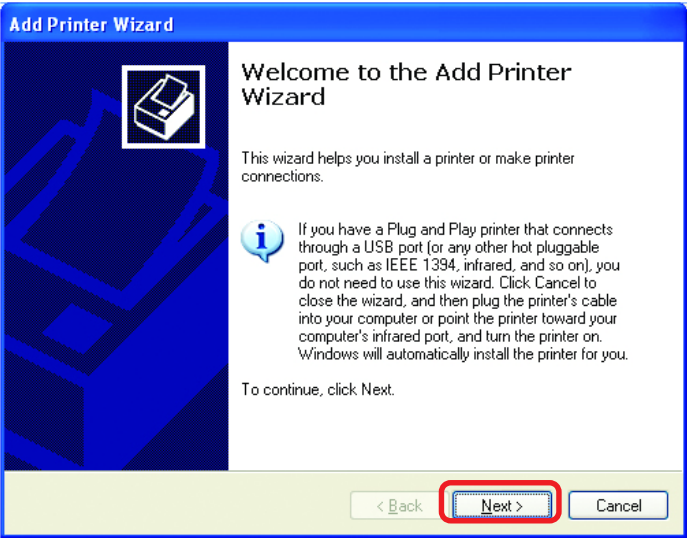 Add Printer Wizard
Welcome to the Add Printer
Wizard
This wizard helps you install a printer or make printer
connections.
If you have a Plug and Play printer that connects
through a USB port (or any other hot pluggable
port, such as IEEE 1394, infrared, and so on), you
do not need to use this wizard. Click Cancel to
close the wizard, and then plug the printer's cable
into your computer or point the printer toward your
computer's infrared port, and turn the printer on.
Windows will automatically install the printer for you.
To continue, click Next.
< Back Next > Cancel